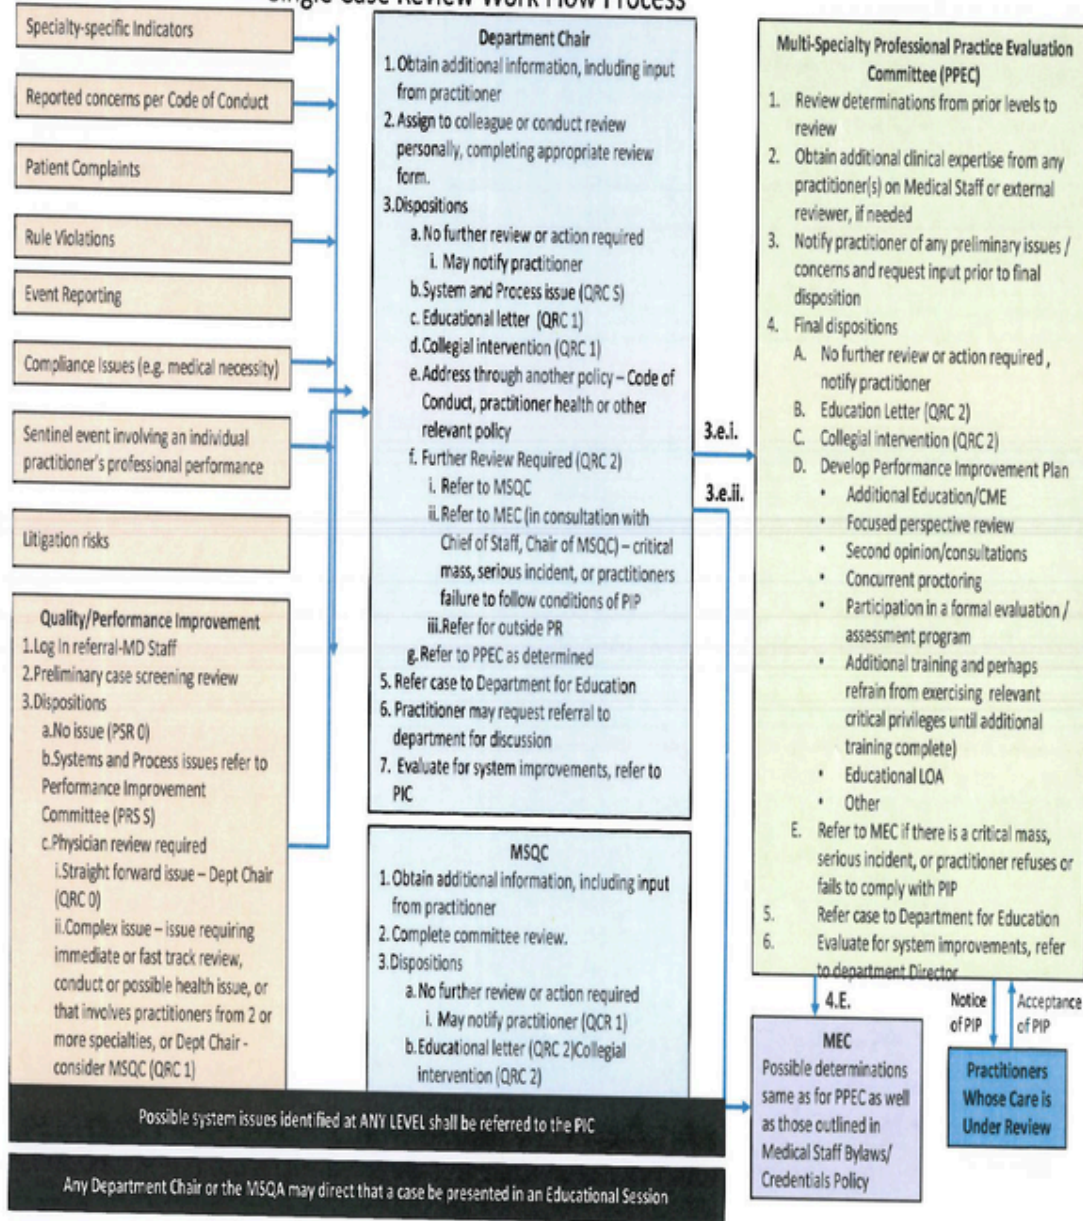 Single Case Review Work Flow Process
Specialty-specific Indicators
Reported concerns per Code of Conduct
Patient Complaints
Rule Violations
Event Reporting
Compliance Issues (e.g. medical necessity)
Sentinel event involving an individual
practitioner's professional performance
Litigation risks
Quality/Performance Improvement
1.Log In referral-MD Staff
2.Preliminary case screening review
3.Dispositions
a.No issue (PSR 0)
b.Systems and Process issues refer to
Performance Improvement
Committee (PRS S)
c.Physician review required
i.Straight forward issue – Dept Chair
(QRC 0)
ii.Complex issue – issue requiring
immediate or fast track review,
conduct or possible health issue, or
that involves practitioners from 2 or
more specialties, or Dept Chair -
consider MSQC (QRC 1)
Department Chair
1. Obtain additional information, including input
from practitioner
2. Assign to colleague or conduct review
personally, completing appropriate review
form.
3.Dispositions
a. No further review or action required
i. May notify practitioner
b.System and Process issue (QRC S)
c. Educational letter (QRC 1)
d.Collegial intervention (QRC 1)
e. Address through another policy – Code of
Conduct, practitioner health or other
relevant policy
f. Further Review Required (QRC 2)
i. Refer to MSQC
ii. Refer to MEC (in consultation with
Chief of Staff, Chair of MSQC) – critical
mass, serious incident, or practitioners
failure to follow conditions of PIP
iii.Refer for outside PR
g. Refer to PPEC as determined
5. Refer case to Department for Education
6. Practitioner may request referral to
department for discussion
7. Evaluate for system improvements, refer to
PIC
MSQC
1. Obtain additional information, including input
from practitioner
2. Complete committee review.
3.Dispositions
a. No further review or action required
i. May notify practitioner (QCR 1)
b. Educational letter (QRC 2)Collegial
intervention (QRC 2)
3.e.i.
3.e.ii.
Multi-Specialty Professional Practice Evaluation
Committee (PPEC)
1. Review determinations from prior levels to
review
2. Obtain additional clinical expertise from any
practitioner(s) on Medical Staff or external
reviewer, if needed
3. Notify practitioner of any preliminary issues /
concerns and request input prior to final
disposition
4. Final dispositions
A. No further review or action required ,
notify practitioner
B. Education Letter (QRC 2)
C. Collegial intervention (QRC 2)
D. Develop Performance Improvement Plan
• Additional Education/CME
• Focused perspective review
• Second opinion/consultations
• Concurrent proctoring
• Participation in a formal evaluation /
assessment program
• Additional training and perhaps
refrain from exercising relevant
critical privileges until additional
training complete)
• Educational LOA
• Other
E. Refer to MEC if there is a critical mass,
serious incident, or practitioner refuses or
fails to comply with PIP
5. Refer case to Department for Education
6. Evaluate for system improvements, refer
to department Director
4.E.
Notice
of PIP
Acceptance
of PIP
MEC
Possible determinations
same as for PPEC as well
as those outlined in
Medical Staff Bylaws/
Credentials Policy
Practitioners
Whose Care is
Under Review
Possible system issues identified at ANY LEVEL shall be referred to the PIC
Any Department Chair or the MSQA may direct that a case be presented in an Educational Session